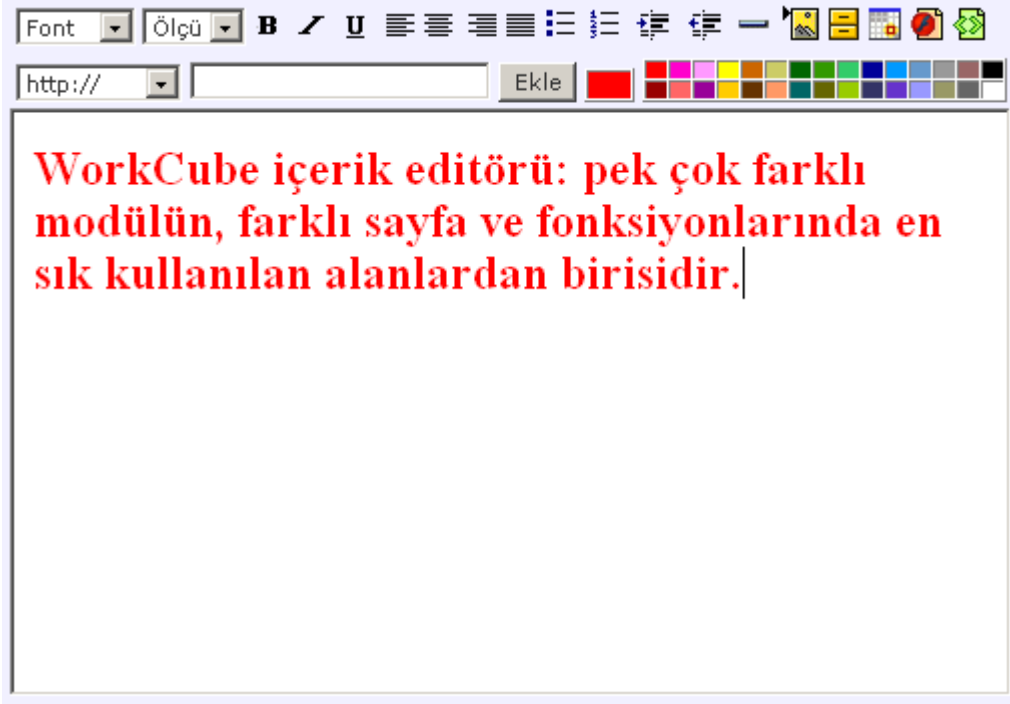 Font Ölçü B I U
http:// Ekle
WorkCube içerik editörü: pek çok farklı
modülün, farklı sayfa ve fonksiyonlarında en
sık kullanılan alanlardan birisidir.